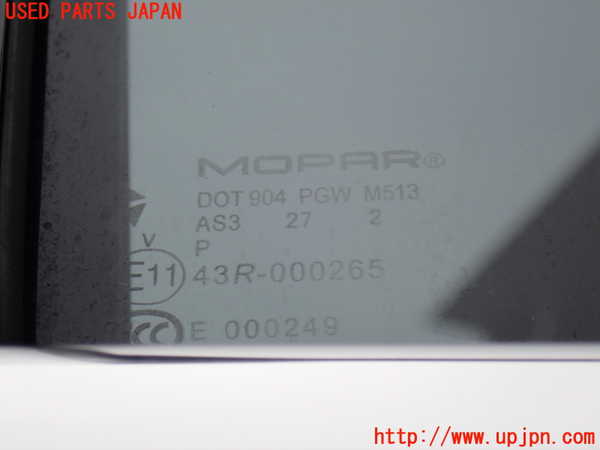 USED PARTS JAPAN
MOPAR®
DOT 904 PGW M513
AS3 27 2
P
V
E11 43R-000265
CCC E 000249
http://www.upjpn.com/